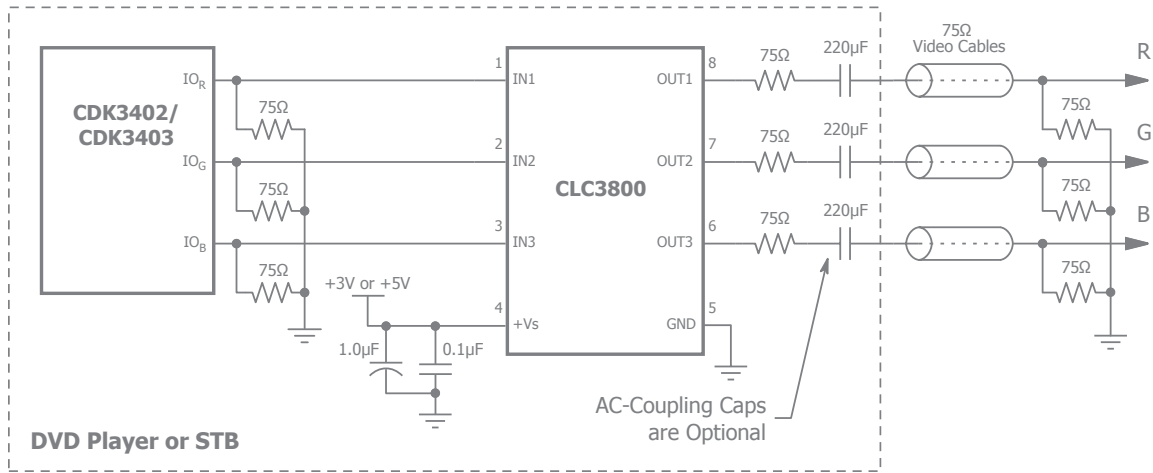 75Ω
Video Cables
CDK3402/
CDK3403
IOR
75Ω
IOG
75Ω
IOB
75Ω
1
IN1
2
IN2
3
IN3
+3V or +5V
4
+Vs
1.0µF
0.1µF
CLC3800
8
OUT1
7
OUT2
6
OUT3
5
GND
75Ω
220µF
75Ω
220µF
75Ω
220µF
R
75Ω
G
75Ω
B
75Ω
AC-Coupling Caps
are Optional
DVD Player or STB